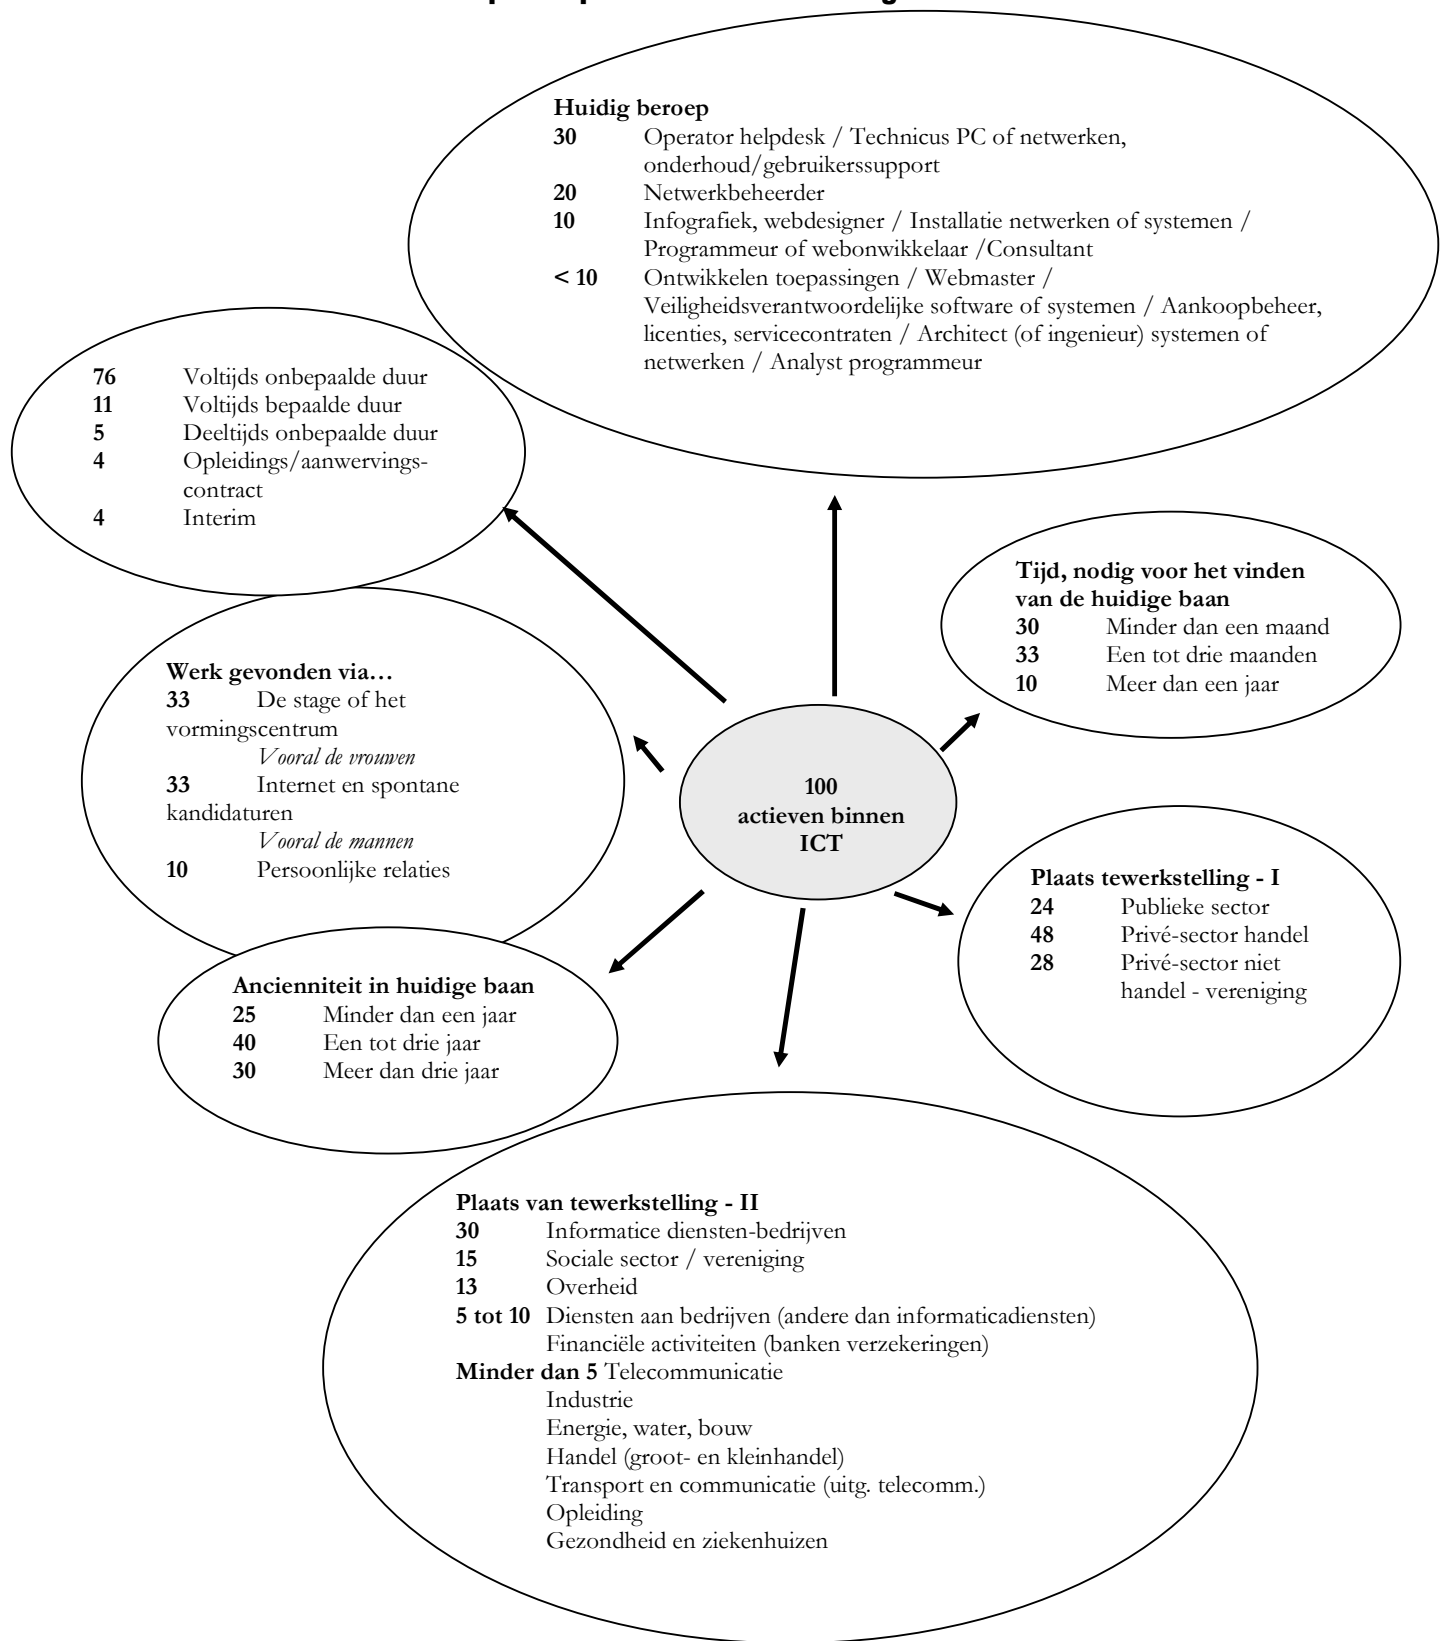 Huidig beroep
30 Operator helpdesk / Technicus PC of netwerken,
onderhoud/gebruikerssupport
20 Netwerkbeheerder
10 Infografiek, webdesigner / Installatie netwerken of systemen /
Programmeur of webonwikkelaar /Consultant
< 10 Ontwikkelen toepassingen / Webmaster /
Veiligheidsverantwoordelijke software of systemen / Aankoopbeheer,
licenties, servicecontraten / Architect (of ingenieur) systemen of
netwerken / Analyst programmeur
76 Voltijds onbepaalde duur
11 Voltijds bepaalde duur
5 Deeltijds onbepaalde duur
4 Opleidings/aanwervings-
contract
4 Interim
Tijd, nodig voor het vinden
van de huidige baan
30 Minder dan een maand
33 Een tot drie maanden
10 Meer dan een jaar
Werk gevonden via…
33 De stage of het
vormingscentrum
Vooral de vrouwen
33 Internet en spontane
kandidaturen
Vooral de mannen
10 Persoonlijke relaties
100
actieven binnen
ICT
Plaats tewerkstelling - I
24 Publieke sector
48 Privé-sector handel
28 Privé-sector niet
handel - vereniging
Ancienniteit in huidige baan
25 Minder dan een jaar
40 Een tot drie jaar
30 Meer dan drie jaar
Plaats van tewerkstelling - II
30 Informatice diensten-bedrijven
15 Sociale sector / vereniging
13 Overheid
5 tot 10 Diensten aan bedrijven (andere dan informaticadiensten)
Financiële activiteiten (banken verzekeringen)
Minder dan 5 Telecommunicatie
Industrie
Energie, water, bouw
Handel (groot- en kleinhandel)
Transport en communicatie (uitg. telecomm.)
Opleiding
Gezondheid en ziekenhuizen